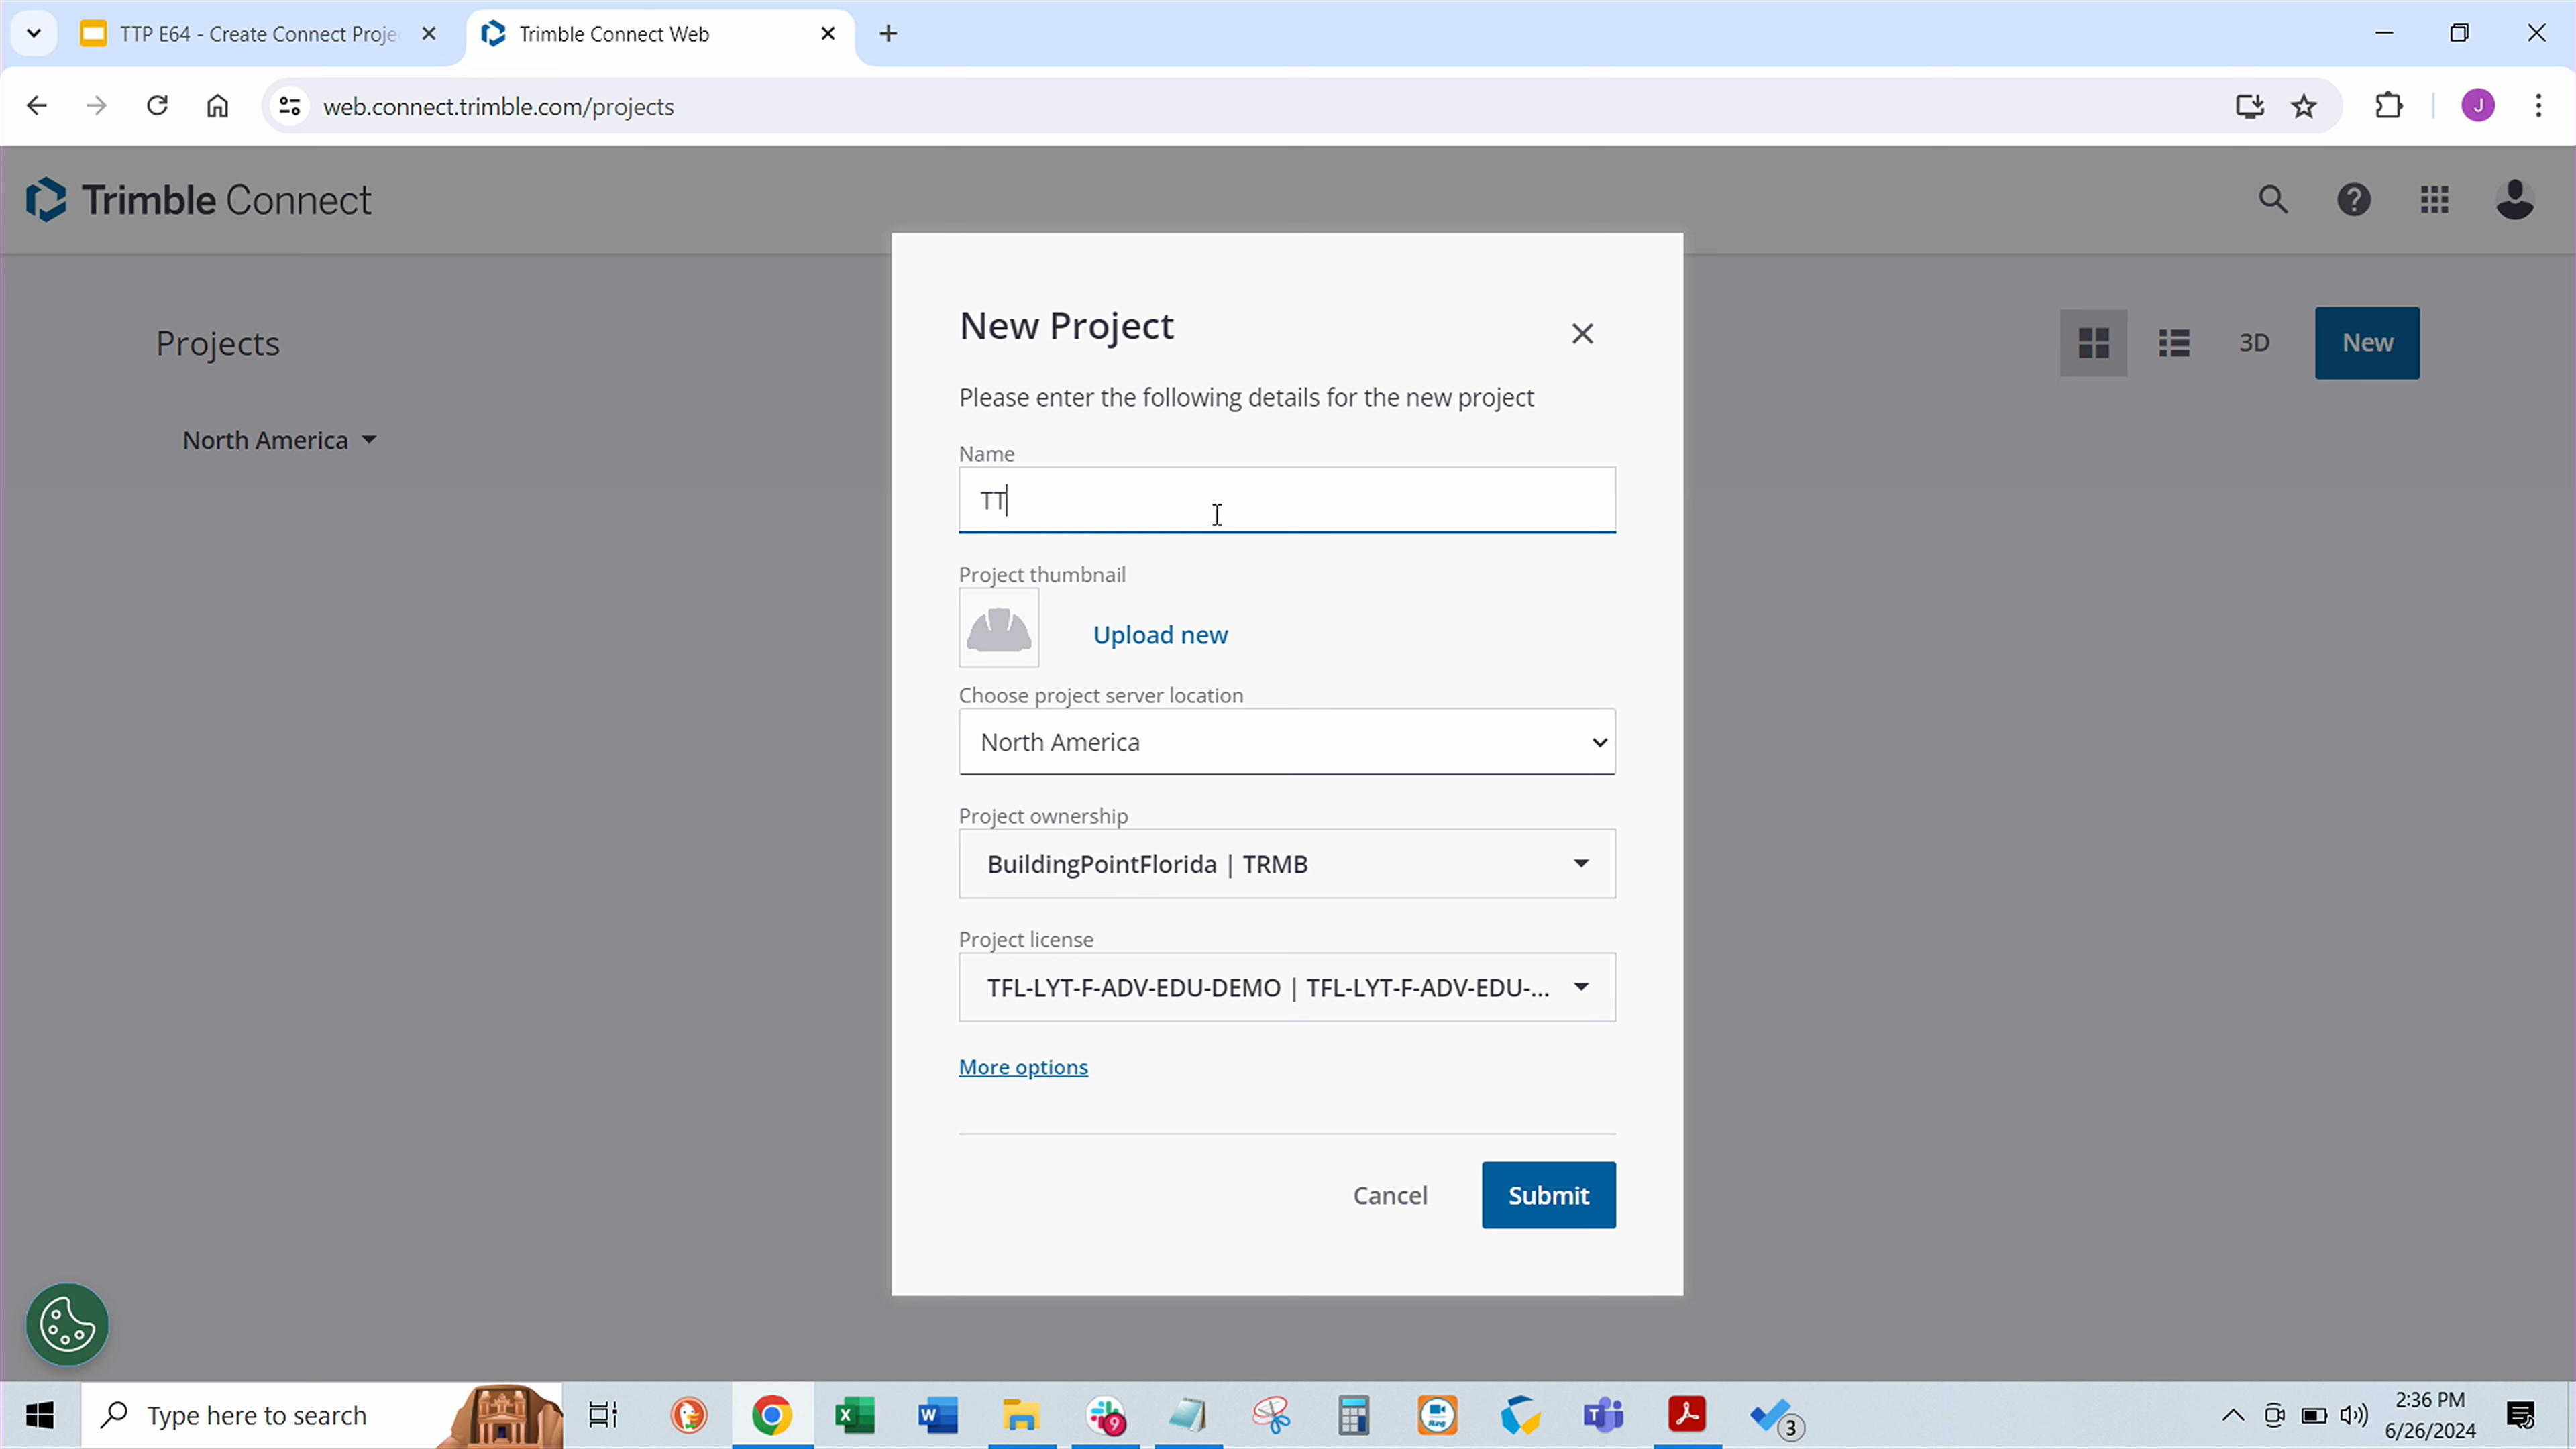 TTP E64 - Create Connect Proje
Trimble Connect Web
web.connect.trimble.com/projects
J
Trimble Connect
Projects
3D
New
North America
New Project
Please enter the following details for the new project
Name
TT
Project thumbnail
Upload new
Choose project server location
North America
Project ownership
BuildingPointFlorida | TRMB
Project license
TFL-LYT-F-ADV-EDU-DEMO | TFL-LYT-F-ADV-EDU-...
More options
Cancel
Submit
Type here to search
9
3
2:36 PM
6/26/2024